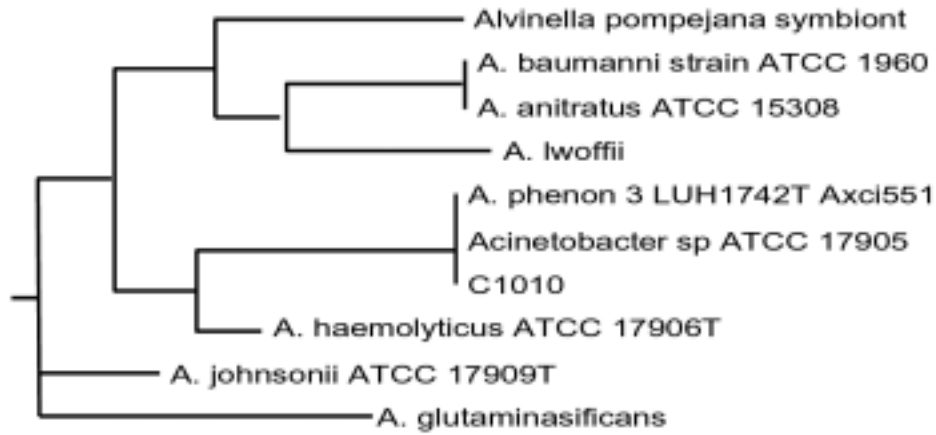 Alvinella pompejana symbiont
A. baumanni strain ATCC 1960
A. anitratus ATCC 15308
A. lwoffii
A. phenon 3 LUH1742T Axci551
Acinetobacter sp ATCC 17905
C1010
A. haemolyticus ATCC 17906T
A. johnsonii ATCC 17909T
A. glutaminasificans